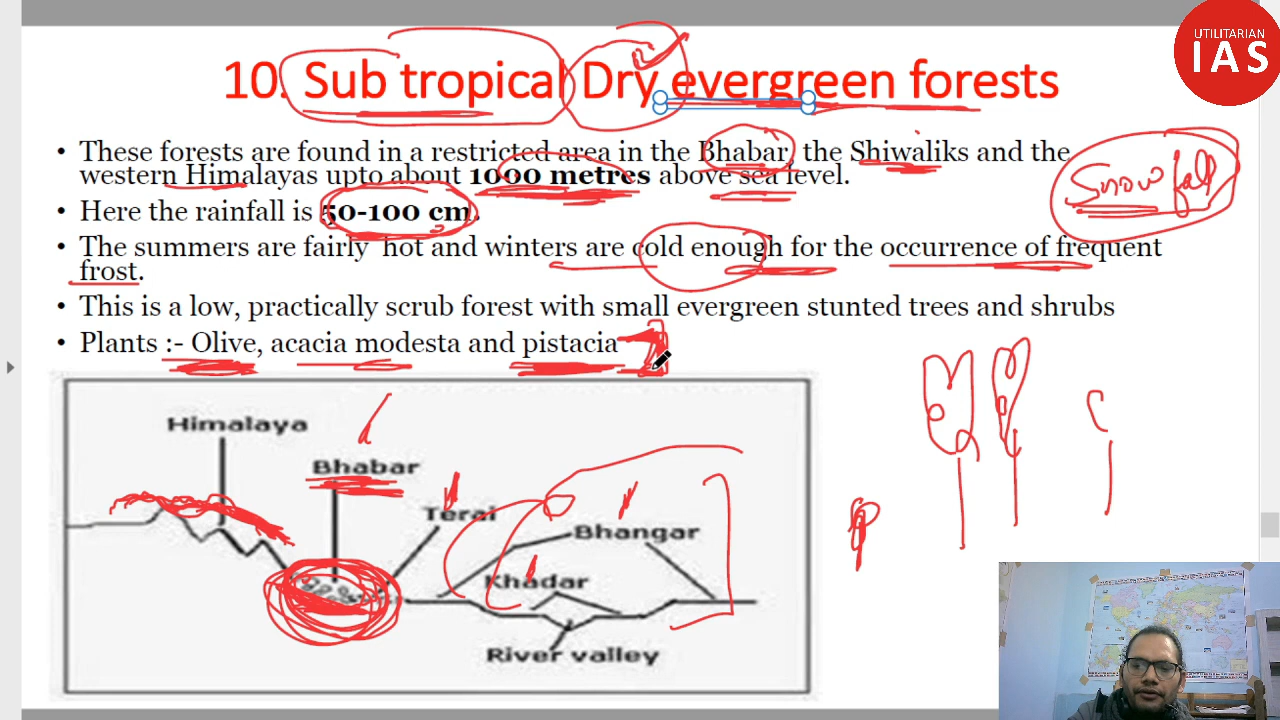 UTILITARIAN
IAS
10. Sub tropical Dry evergreen forests
• These forests are found in a restricted area in the Bhabar, the Shiwaliks and the
western Himalayas upto about 1000 metres above sea level.
• Here the rainfall is 50-100 cm.
Snow fall
• The summers are fairly hot and winters are cold enough for the occurrence of frequent
frost.
• This is a low, practically scrub forest with small evergreen stunted trees and shrubs
• Plants :- Olive, acacia modesta and pistacia
Himalaya
Bhabar
Terai
Bhangar
Khadar
River valley